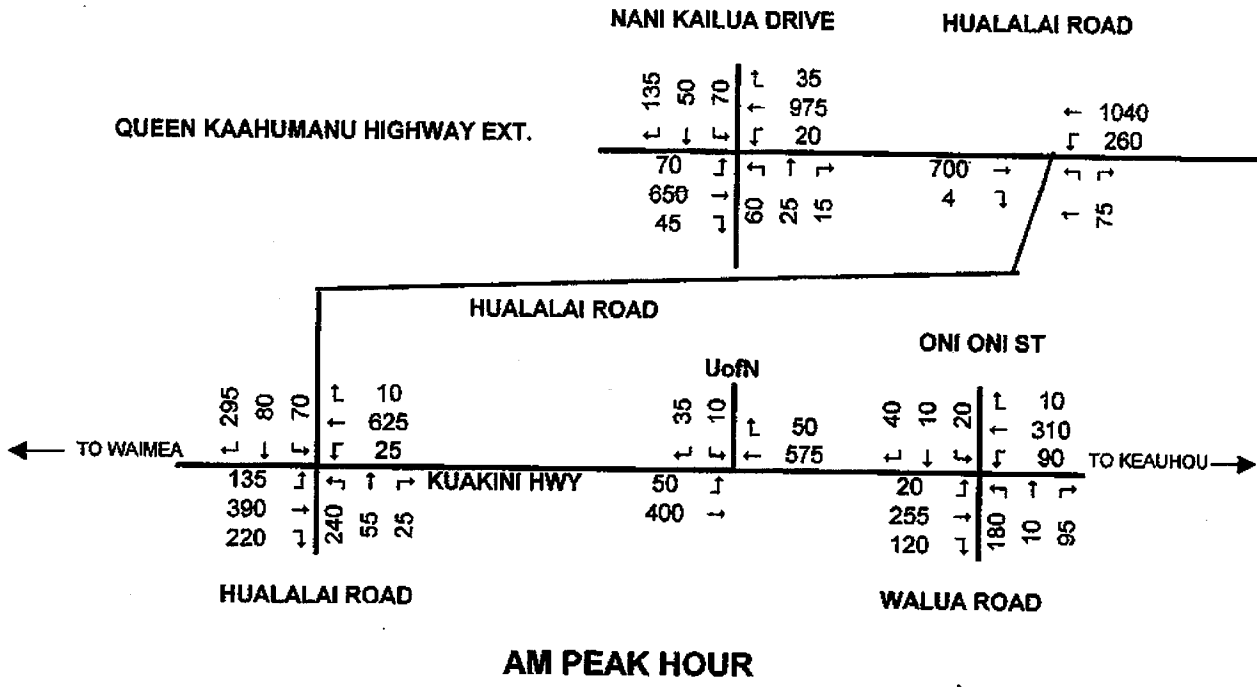 NANI KAILUA DRIVE
HUALALAI ROAD
135 50 70
35
975
20
QUEEN KAAHUMANU HIGHWAY EXT.
1040
260
70
650
45
60 25 15
700
4
75
HUALALAI ROAD
ONI ONI ST
UofN
295 80 70
10
625
25
35 10
50
575
40 10 20
10
310
90
TO WAIMEA
TO KEAUHOU
135
390
220
240 55 25
KUAKINI HWY
50
400
20
255
120
180 10 95
HUALALAI ROAD
WALUA ROAD
AM PEAK HOUR